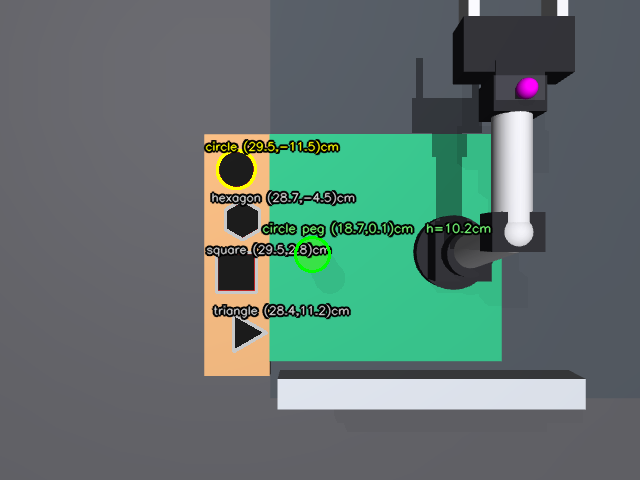 circle (29.5,-11.5)cm
hexagon (28.7,-4.5)cm
circle peg (18.7,0.1)cm h=10.2cm
square (29.5,2.8)cm
triangle (28.4,11.2)cm